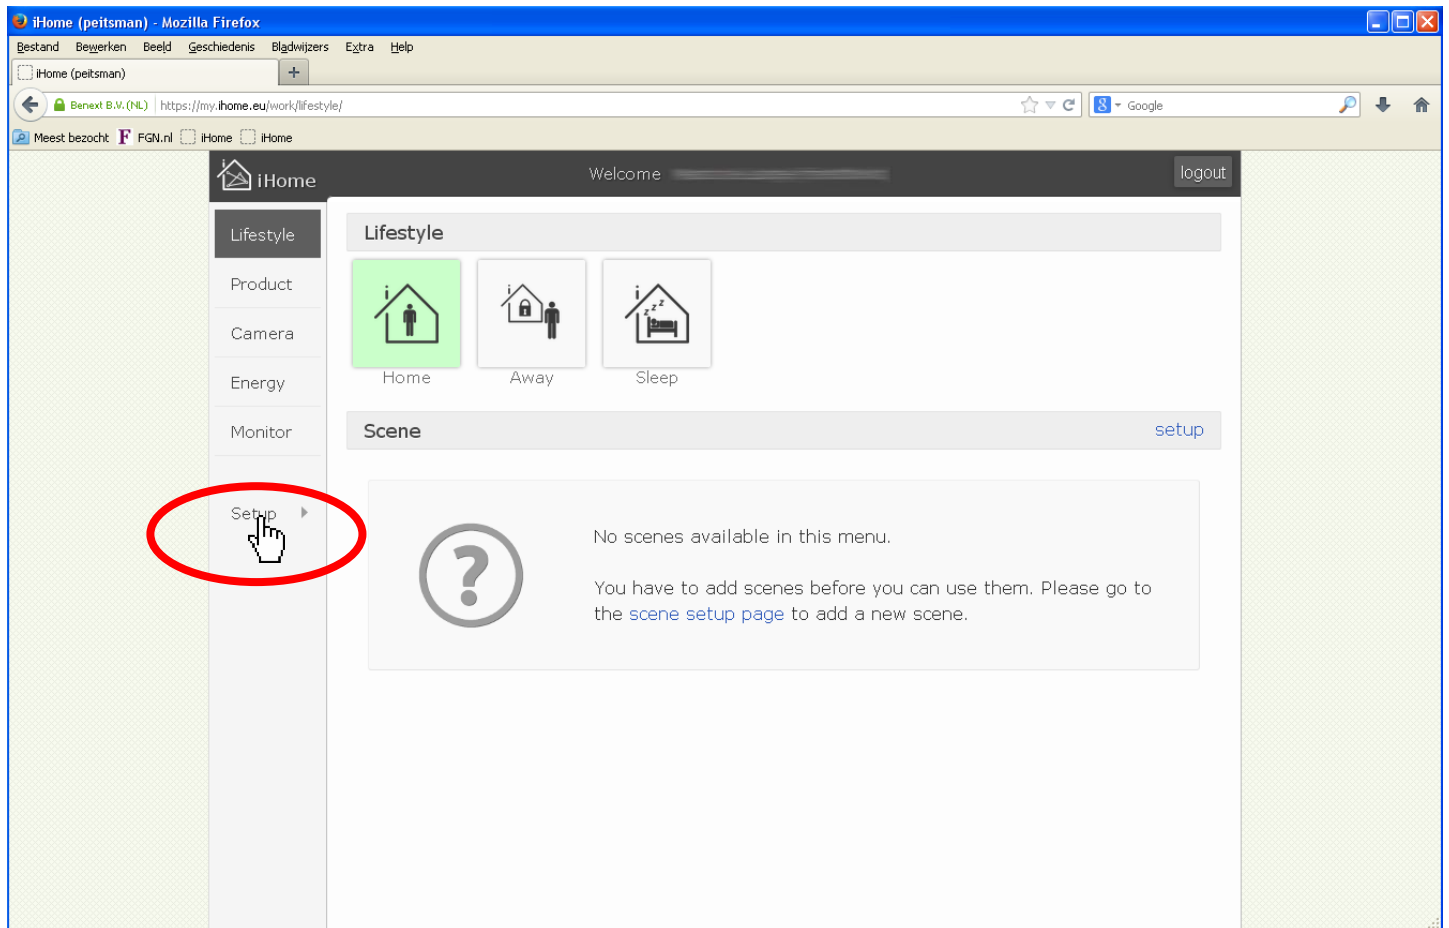 iHome (peitsman) - Mozilla Firefox
Bestand Bewerken Beeld Geschiedenis Bladwijzers Extra Help
iHome (peitsman) +
Benext B.V. (NL) https://my.ihome.eu/work/lifestyle/ 8 Google
Meest bezocht F FGN.nl iHome iHome
iHome Welcome logout
Lifestyle
Product
Camera
Energy
Monitor
Setup
Lifestyle
Home Away Sleep
Scene setup
No scenes available in this menu.
You have to add scenes before you can use them. Please go to
the scene setup page to add a new scene.